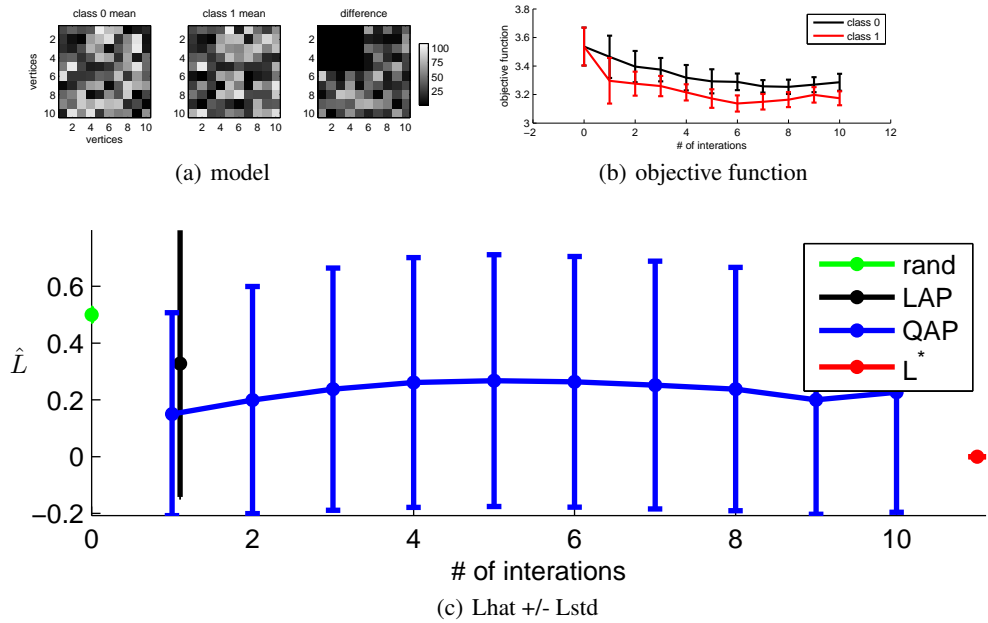 class 0 mean
class 1 mean
difference
vertices
2
4
6
8
10
2
4
6
8
10
2
4
6
8
10
2 4 6 8 10
2 4 6 8 10
2 4 6 8 10
vertices
100
75
50
25
(a) model
objective function
3.8
3.6
3.4
3.2
3
−2 0 2 4 6 8 10 12
# of interations
class 0
class 1
(b) objective function
L̂
0.6
0.4
0.2
0
−0.2
0 2 4 6 8 10
# of interations
rand
LAP
QAP
L*
(c) Lhat +/- Lstd